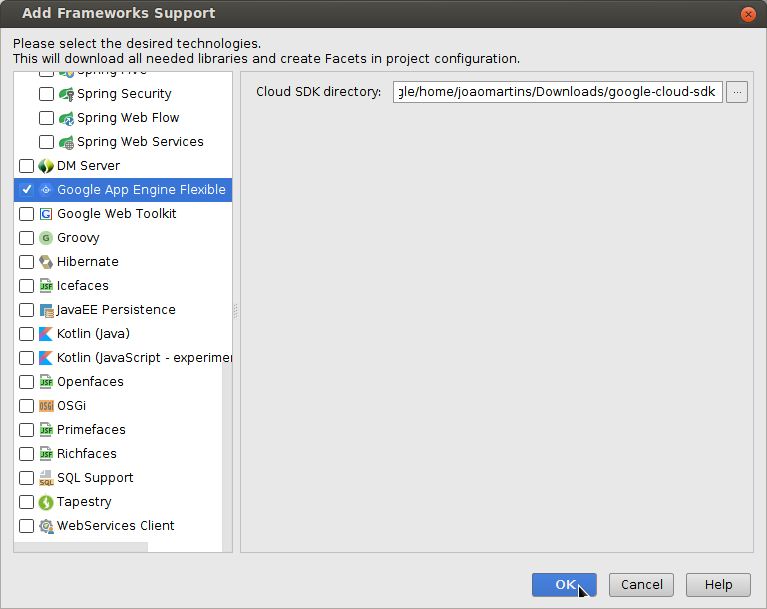 Add Frameworks Support
Please select the desired technologies.
This will download all needed libraries and create Facets in project configuration.
Spring Security
Spring Web Flow
Spring Web Services
DM Server
Google App Engine Flexible
Google Web Toolkit
Groovy
Hibernate
Icefaces
JavaEE Persistence
Kotlin (Java)
Kotlin (JavaScript - experimen
Openfaces
OSGi
Primefaces
Richfaces
SQL Support
Tapestry
WebServices Client
Cloud SDK directory:
gle/home/joaomartins/Downloads/google-cloud-sdk
...
OK
Cancel
Help